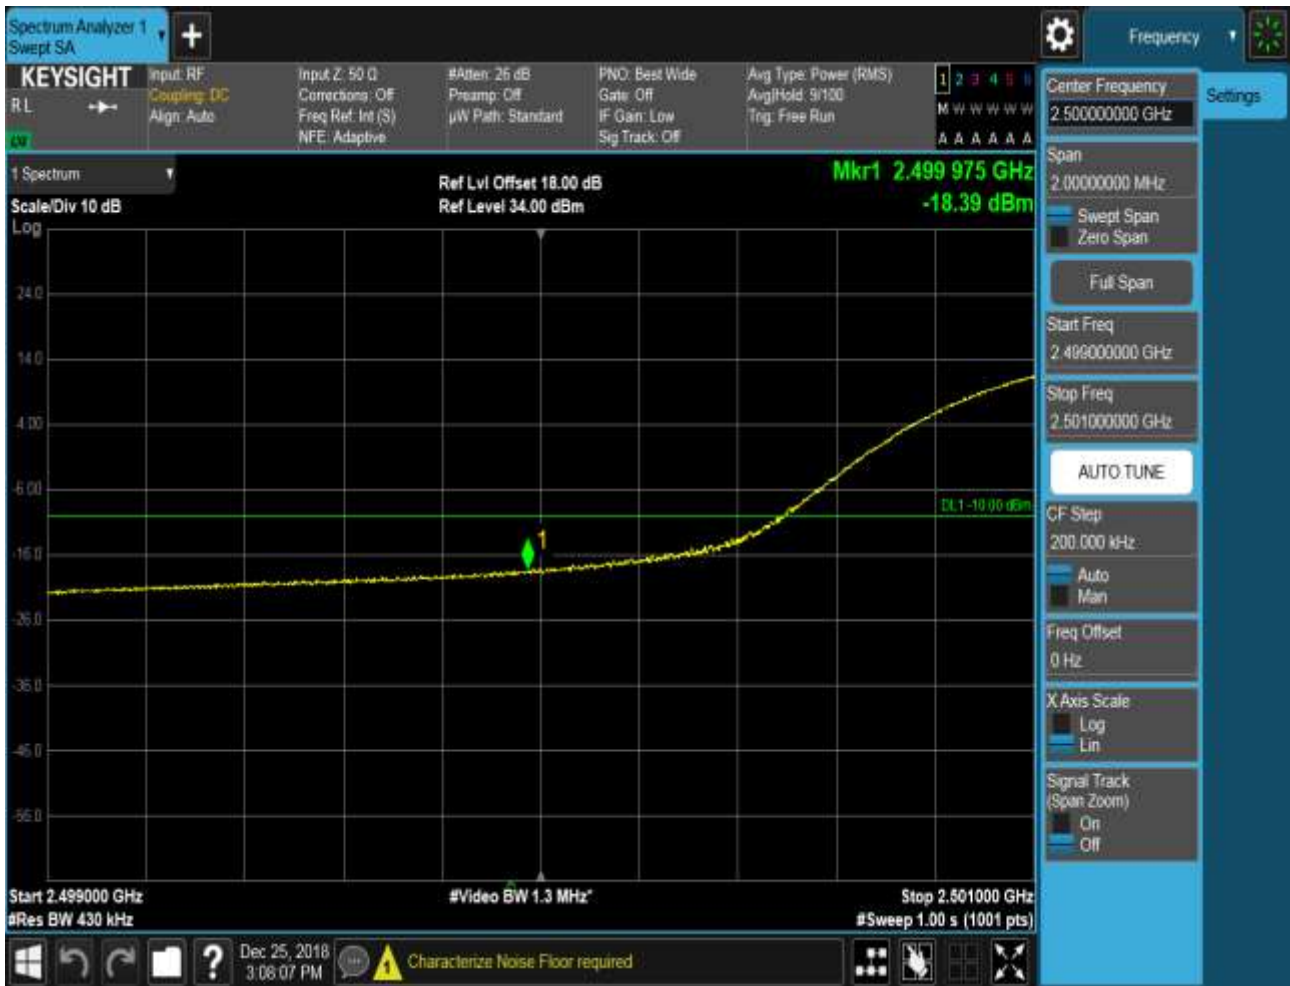 Spectrum Analyzer 1
Swept SA
Frequency
KEYSIGHT
RL
Input: RF
Coupling: DC
Align: Auto
Input Z: 50 Ω
Corrections: Off
Freq Ref: Int (S)
NFE: Adaptive
#Atten: 26 dB
Preamp: Off
µW Path: Standard
PNO: Best Wide
Gate: Off
IF Gain: Low
Sig Track: Off
Avg Type: Power (RMS)
Avg|Hold: 9/100
Trig: Free Run
1 2 3 4 5 6
M W W W W W
A A A A A A
1 Spectrum
Scale/Div 10 dB
Log
Ref Lvl Offset 18.00 dB
Ref Level 34.00 dBm
Mkr1 2.499 975 GHz
-18.39 dBm
24.0
14.0
4.00
-6.00
-16.0
-26.0
-36.0
-46.0
-56.0
DL1 -10.00 dBm
1
Start 2.499000 GHz
#Res BW 430 kHz
#Video BW 1.3 MHz*
Stop 2.501000 GHz
#Sweep 1.00 s (1001 pts)
Center Frequency
2.500000000 GHz
Settings
Span
2.00000000 MHz
Swept Span
Zero Span
Full Span
Start Freq
2.499000000 GHz
Stop Freq
2.501000000 GHz
AUTO TUNE
CF Step
200.000 kHz
Auto
Man
Freq Offset
0 Hz
X Axis Scale
Log
Lin
Signal Track
(Span Zoom)
On
Off
?
Dec 25, 2018
3:08:07 PM
1
Characterize Noise Floor required